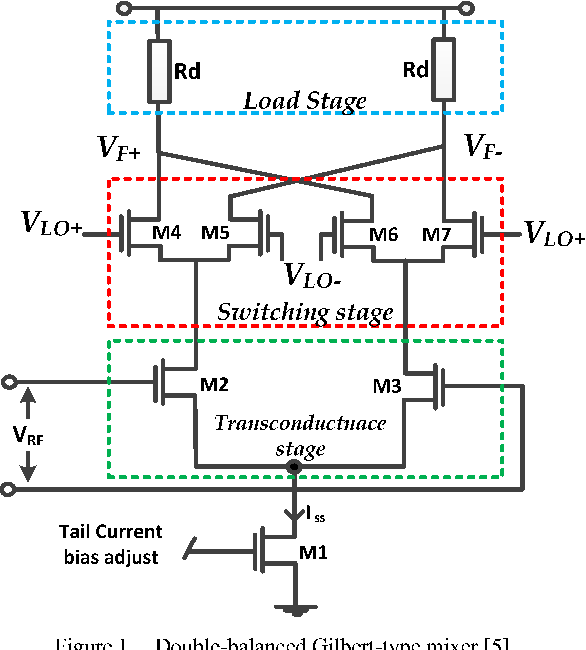 Rd
Rd
Load Stage
VF+
VF-
VLO+
M4
M5
M6
M7
VLO+
VLO-
Switching stage
M2
M3
VRF
Transconductnace
stage
Iss
Tail Current
bias adjust
M1
Figure 1. Double-balanced Gilbert-type mixer [5]